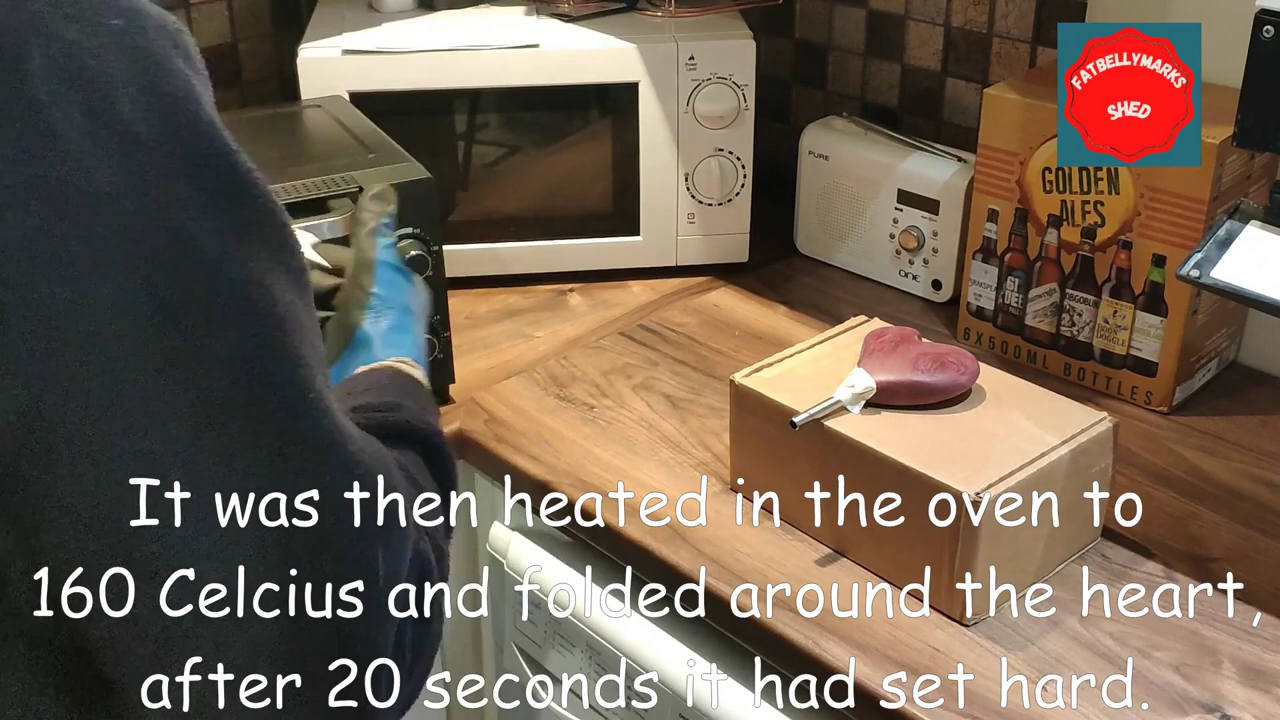 FATBELLYMARKS
SHED
PURE
ONE
GOLDEN
ALES
HOBGOBLIN
6X500ML BOTTLES
It was then heated in the oven to
160 Celcius and folded around the heart,
after 20 seconds it had set hard.